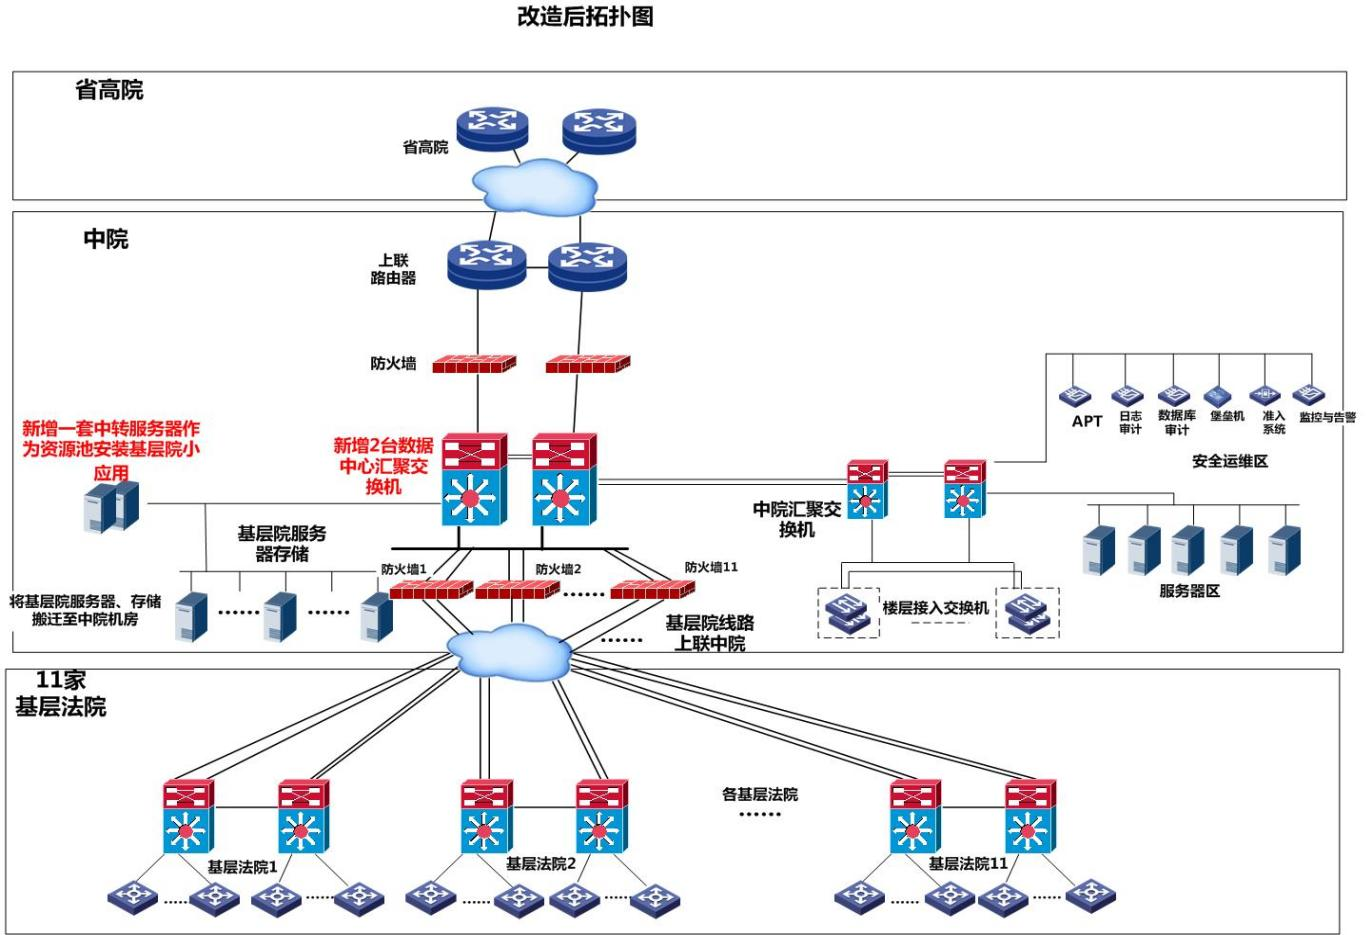 改造后拓扑图
省高院
省高院
中院
上联
路由器
防火墙
新增一套中转服务器作
为资源池安装基层院小
应用
新增2台数据
中心汇聚交
换机
APT
日志
审计
数据库
审计
堡垒机
准入
系统
监控与告警
安全运维区
中院汇聚交
换机
基层院服务
器存储
防火墙1
防火墙2
防火墙11
......
将基层院服务器、存储
搬迁至中院机房
......
......
楼层接入交换机
服务器区
基层院线路
上联中院
......
11家
基层法院
各基层法院
......
基层法院1
基层法院2
基层法院11
......
......
......
......
......
......